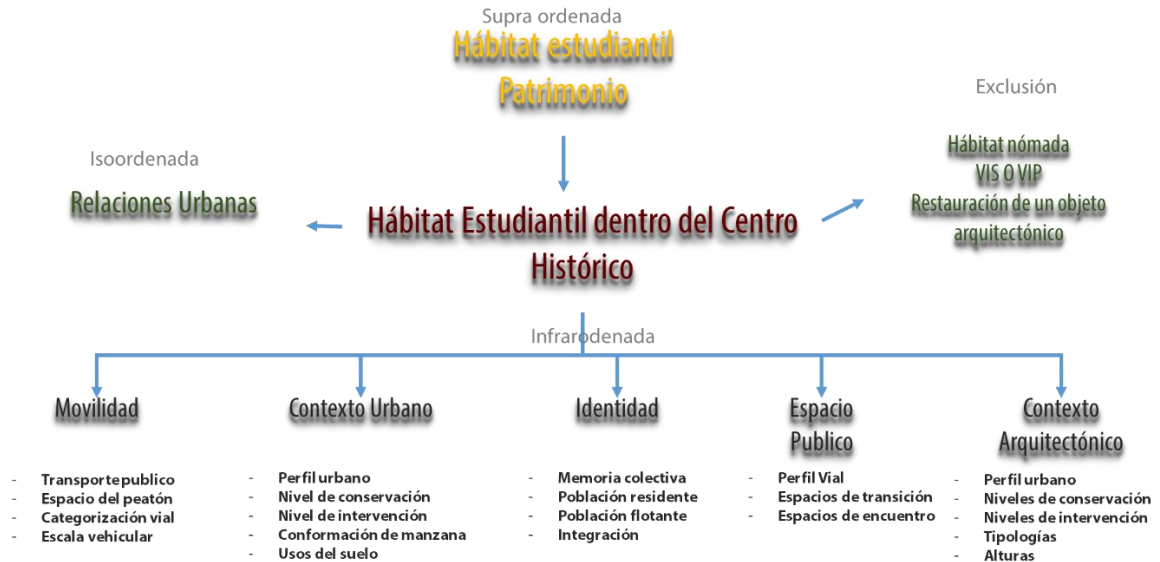 Supra ordenada
Hábitat estudiantil
Patrimonio
Exclusión
Hábitat nómada
VIS O VIP
Restauración de un objeto
arquitectónico
Isoordenada
Relaciones Urbanas
Hábitat Estudiantil dentro del Centro
Histórico
Infrarodenada
Movilidad
- Transporte publico
- Espacio del peatón
- Categorización vial
- Escala vehicular
Contexto Urbano
- Perfil urbano
- Nivel de conservación
- Nivel de intervención
- Conformación de manzana
- Usos del suelo
Identidad
- Memoria colectiva
- Población residente
- Población flotante
- Integración
Espacio
Publico
- Perfil Vial
- Espacios de transición
- Espacios de encuentro
Contexto
Arquitectónico
- Perfil urbano
- Niveles de conservación
- Niveles de intervención
- Tipologías
- Alturas